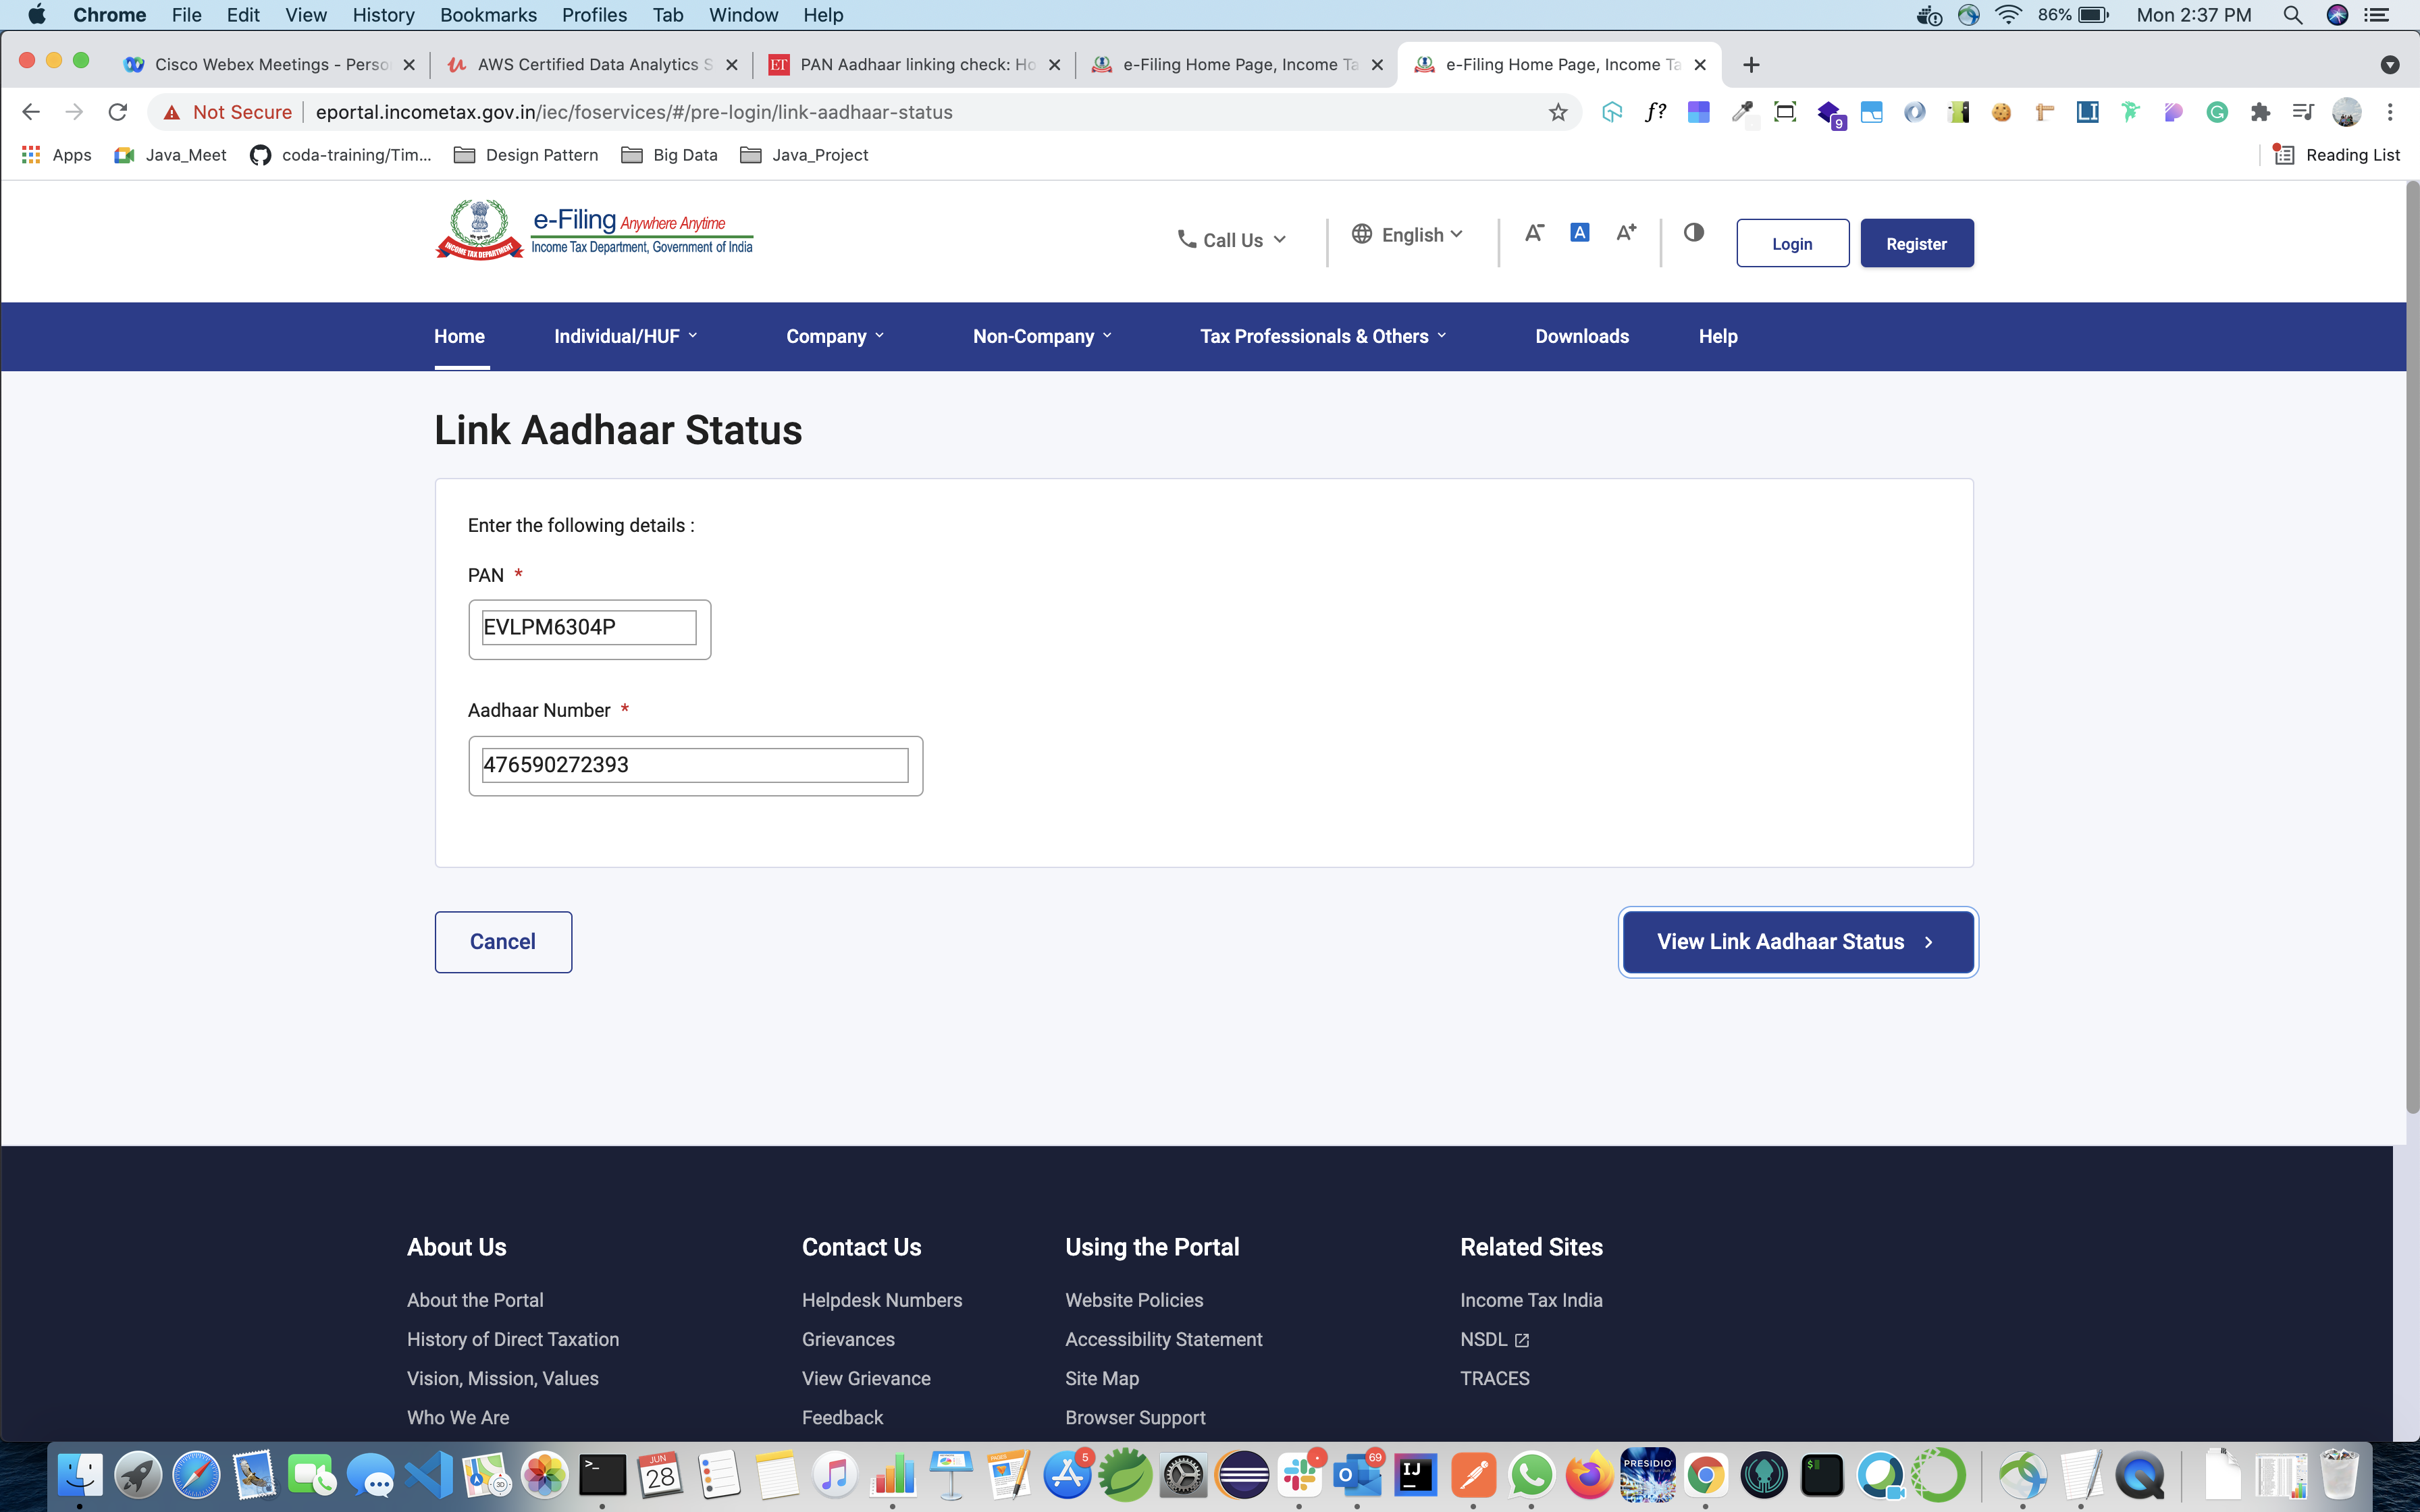 Chrome File Edit View History Bookmarks Profiles Tab Window Help 86% Mon 2:37 PM
Cisco Webex Meetings - Perso AWS Certified Data Analytics S ET PAN Aadhaar linking check: Ho e-Filing Home Page, Income Ta e-Filing Home Page, Income Ta
Not Secure eportal.incometax.gov.in/iec/foservices/#/pre-login/link-aadhaar-status f? 9 LI
Apps Java_Meet coda-training/Tim... Design Pattern Big Data Java_Project Reading List
e-Filing Anywhere Anytime
Income Tax Department, Government of India
INCOME TAX DEPARTMENT
Call Us English A- A A+ Login Register
Home Individual/HUF Company Non-Company Tax Professionals & Others Downloads Help
Link Aadhaar Status
Enter the following details :
PAN *
EVLPM6304P
Aadhaar Number *
476590272393
Cancel View Link Aadhaar Status
About Us Contact Us Using the Portal Related Sites
About the Portal Helpdesk Numbers Website Policies Income Tax India
History of Direct Taxation Grievances Accessibility Statement NSDL
Vision, Mission, Values View Grievance Site Map TRACES
Who We Are Feedback Browser Support
JUN 28 5 69 IJ PRESIDIO